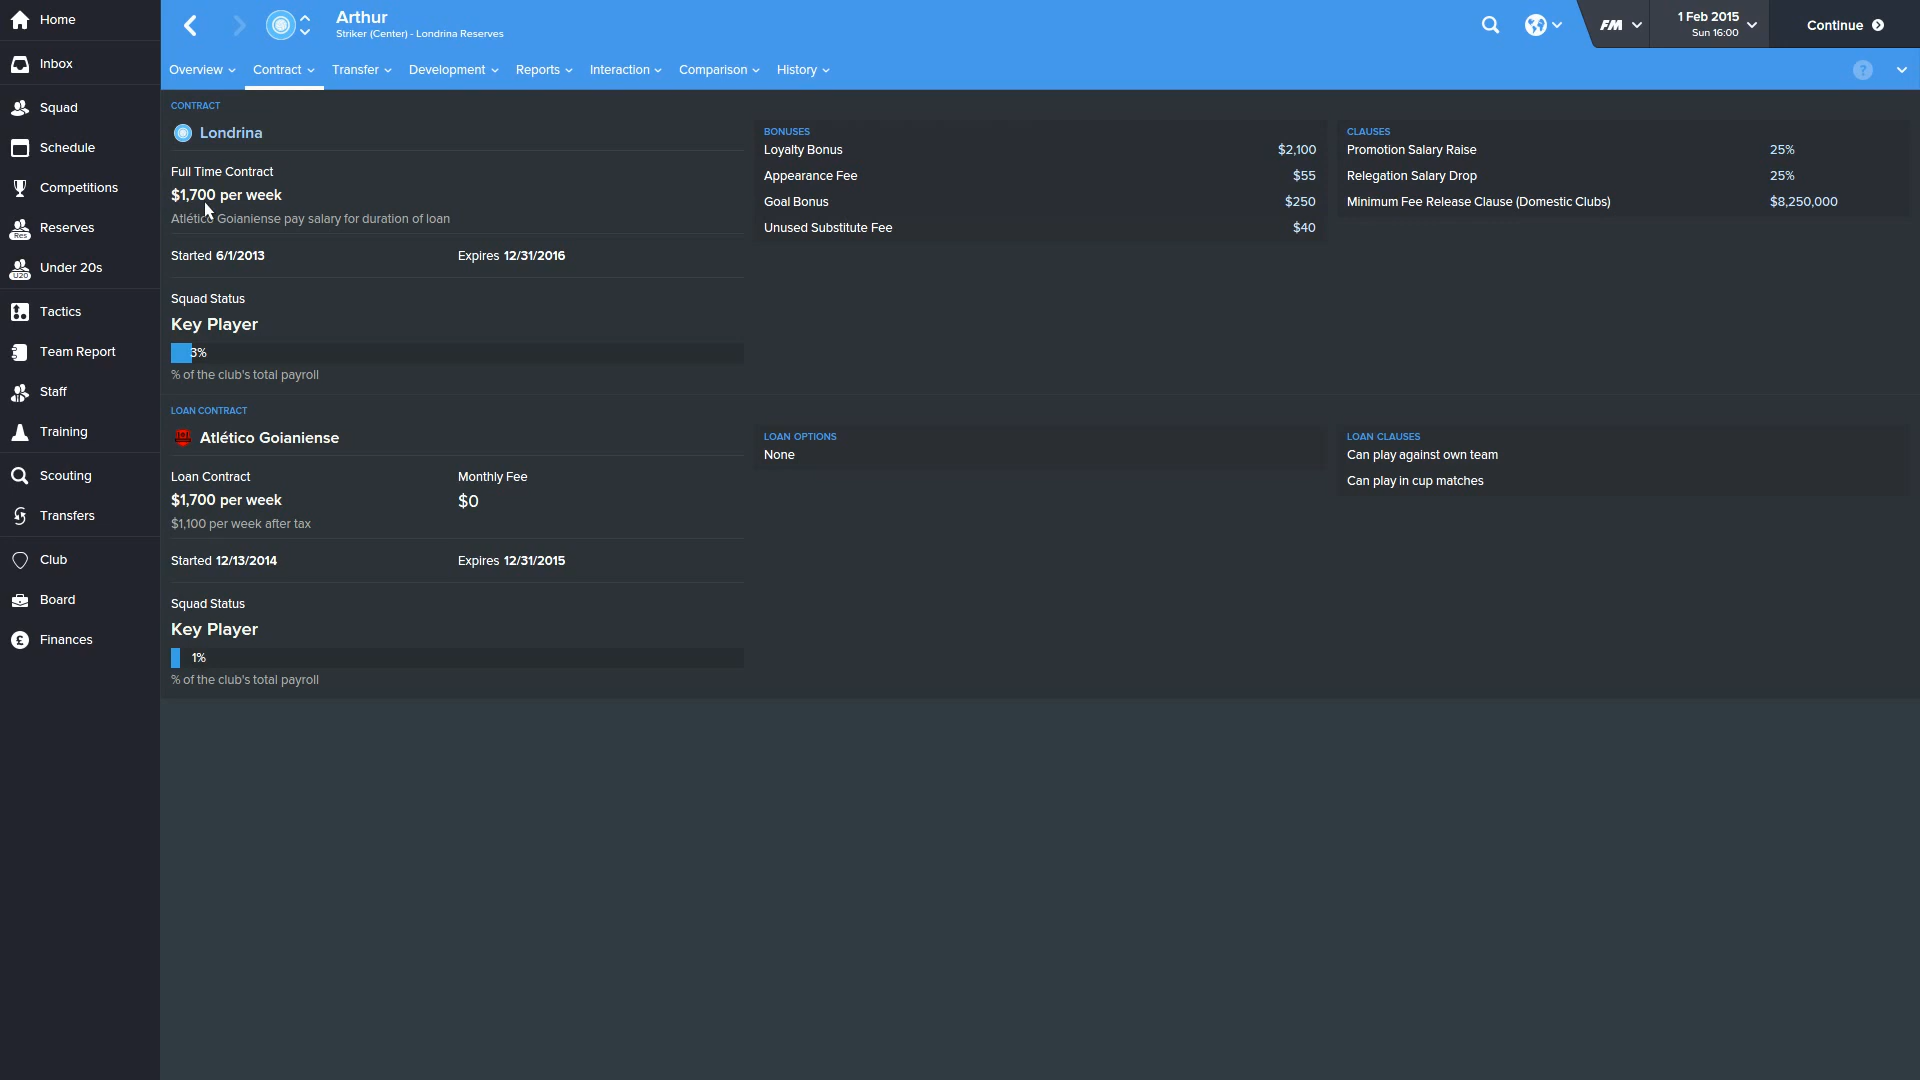 Home
Inbox
Squad
Schedule
Competitions
Reserves
Res
Under 20s
U20
Tactics
Team Report
Staff
Training
Scouting
Transfers
Club
Board
Finances
Arthur
Striker (Center) - Londrina Reserves
FM
1 Feb 2015
Sun 16:00
Continue
Overview Contract Transfer Development Reports Interaction Comparison History
?
CONTRACT
Londrina
Full Time Contract
$1,700 per week
Atlético Goianiense pay salary for duration of loan
Started 6/1/2013 Expires 12/31/2016
Squad Status
Key Player
3%
% of the club's total payroll
BONUSES
Loyalty Bonus $2,100
Appearance Fee $55
Goal Bonus $250
Unused Substitute Fee $40
CLAUSES
Promotion Salary Raise 25%
Relegation Salary Drop 25%
Minimum Fee Release Clause (Domestic Clubs) $8,250,000
LOAN CONTRACT
Atlético Goianiense
Loan Contract Monthly Fee
$1,700 per week $0
$1,100 per week after tax
Started 12/13/2014 Expires 12/31/2015
Squad Status
Key Player
1%
% of the club's total payroll
LOAN OPTIONS
None
LOAN CLAUSES
Can play against own team
Can play in cup matches